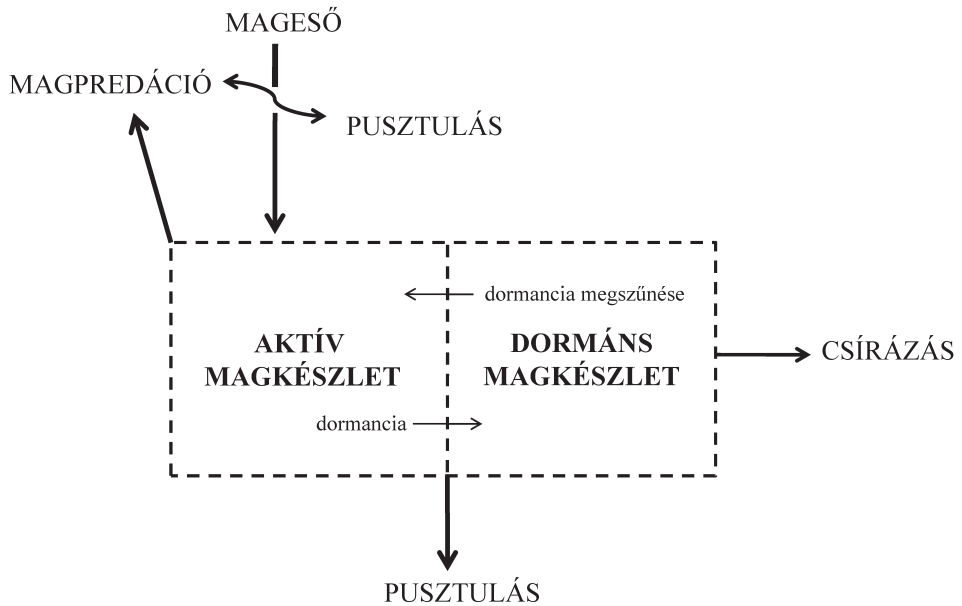 MAGESŐ
MAGPREDÁCIÓ
PUSZTULÁS
dormancia megszűnése
AKTÍV
MAGKÉSZLET
DORMÁNS
MAGKÉSZLET
CSÍRÁZÁS
dormancia
PUSZTULÁS